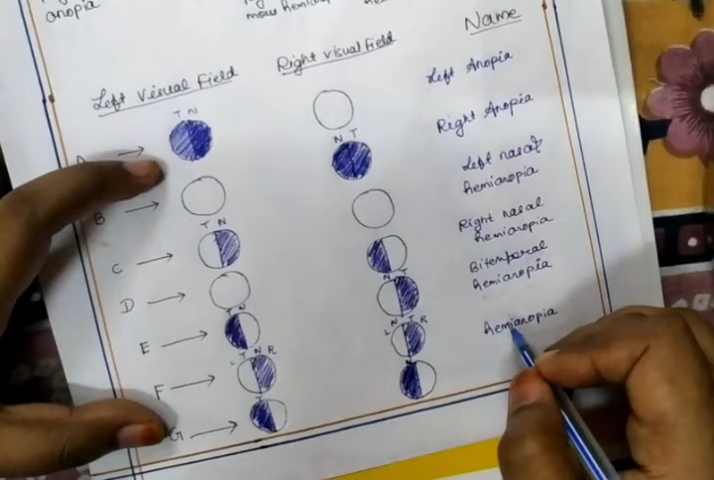 anopia
Name
Left Visual Field
Right Visual Field
Left Anopia
T N
Right Anopia
N T
Left nasal
hemianopia
B
T N
Right nasal
hemianopia
C
Bitemporal
hemianopia
D
N T
T N
E
hemianopia
L N T R
L T N R
F
G